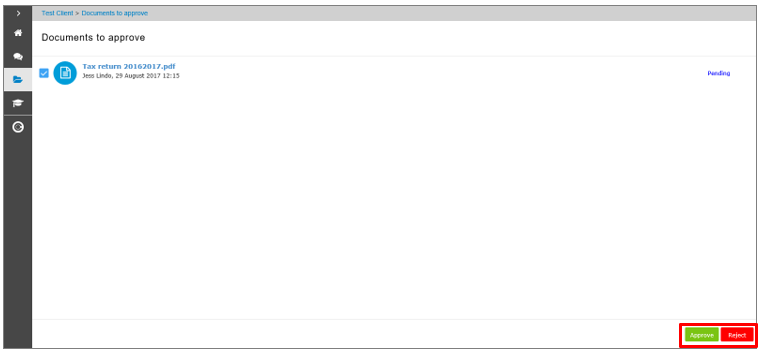 Test Client > Documents to approve
Documents to approve
Tax return 20162017.pdf
Jess Lindo, 29 August 2017 12:15
Pending
Approve
Reject